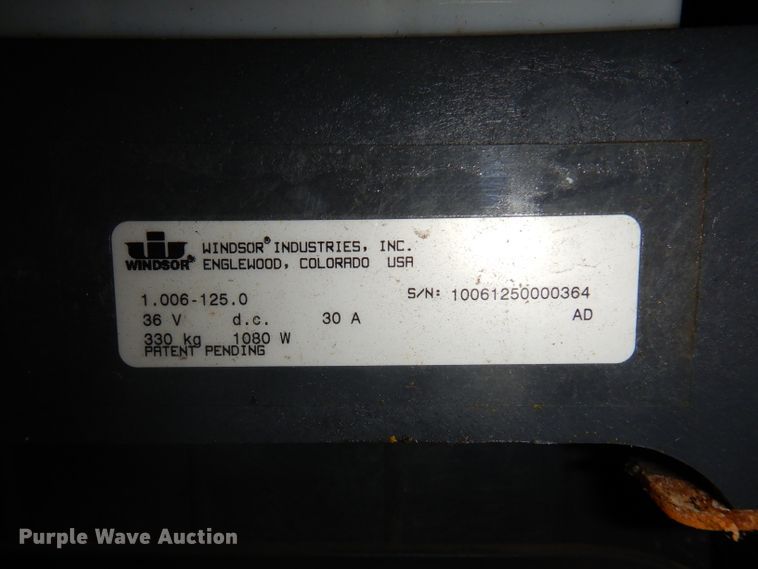 WINDSOR® WINDSOR® INDUSTRIES, INC.
ENGLEWOOD, COLORADO USA
1.006-125.0 S/N: 10061250000364
36 V d.c. 30 A AD
330 kg 1080 W
PATENT PENDING
Purple Wave Auction